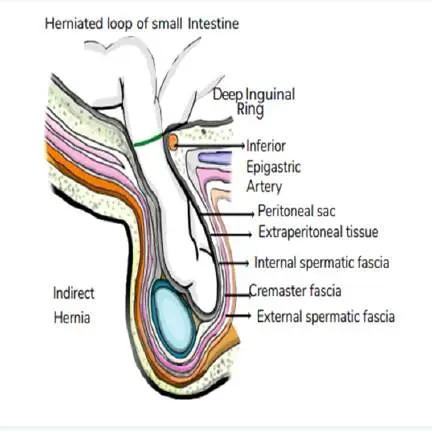 Herniated loop of small Intestine
Deep Inguinal
Ring
Inferior
Epigastric
Artery
Peritoneal sac
Extraperitoneal tissue
Internal spermatic fascia
Cremaster fascia
External spermatic fascia
Indirect
Hernia